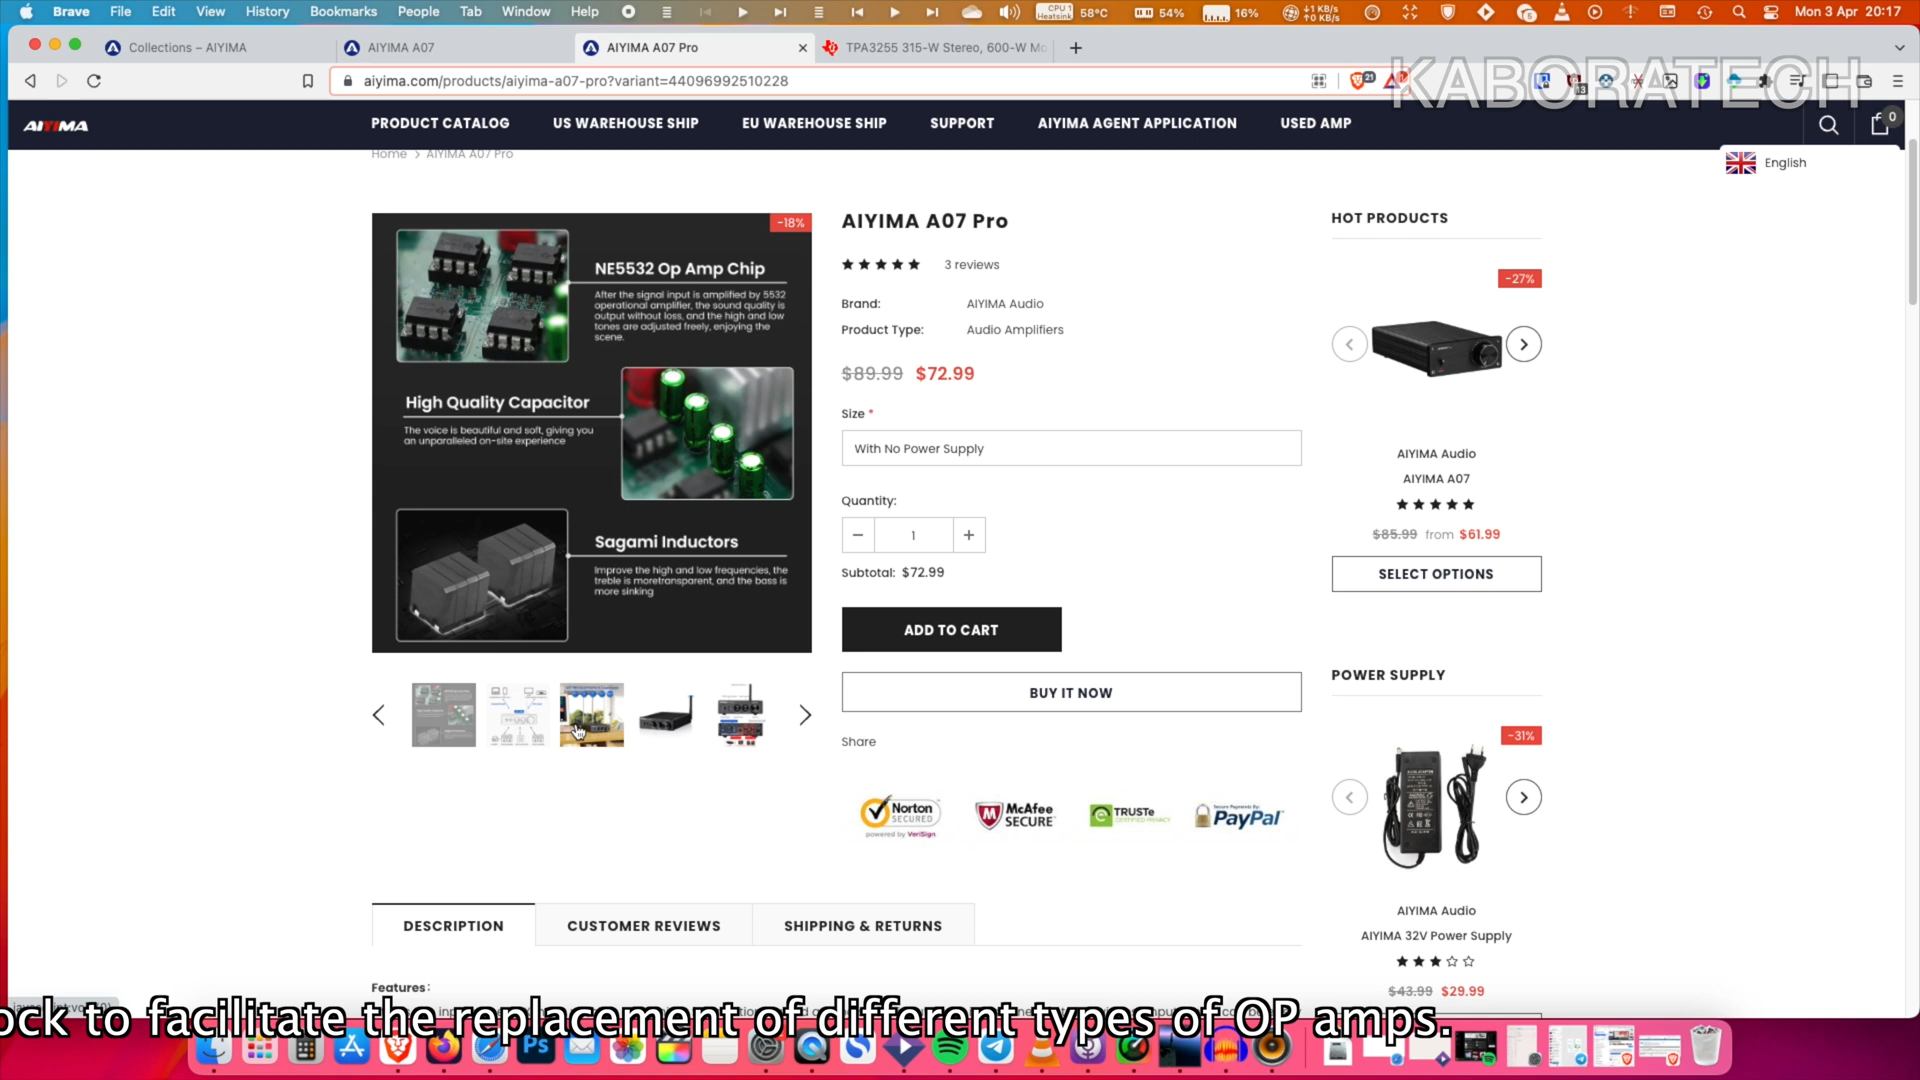 Brave File Edit View History Bookmarks People Tab Window Help
CPU 1 Heatsink 58°C 54% 16% ↓1 KB/s ↑0 KB/s Mon 3 Apr 20:17
Collections – AIYIMA
AIYIMA A07
AIYIMA A07 Pro
TPA3255 315-W Stereo, 600-W Mo
aiyima.com/products/aiyima-a07-pro?variant=44096992510228
21
13
KABORATECH
AIYIMA
PRODUCT CATALOG US WAREHOUSE SHIP EU WAREHOUSE SHIP SUPPORT AIYIMA AGENT APPLICATION USED AMP
0
Home > AIYIMA A07 Pro
English
-18%
NE5532 Op Amp Chip
After the signal input is amplified by 5532
operational amplifier, the sound quality is
output without loss, and the high and low
tones are adjusted freely, enjoying the
scene.
High Quality Capacitor
The voice is beautiful and soft, giving you
an unparalleled on-site experience
Sagami Inductors
Improve the high and low frequencies, the
treble is moretransparent, and the bass is
more sinking
AIYIMA A07 Pro
3 reviews
Brand: AIYIMA Audio
Product Type: Audio Amplifiers
$89.99 $72.99
Size *
With No Power Supply
Quantity:
− 1 +
Subtotal: $72.99
ADD TO CART
BUY IT NOW
Share
Norton
SECURED
powered by VeriSign
McAfee
SECURE
TRUSTe
CERTIFIED PRIVACY
Secure Payments By:
PayPal
HOT PRODUCTS
-27%
AIYIMA Audio
AIYIMA A07
$85.99 from $61.99
SELECT OPTIONS
POWER SUPPLY
-31%
AIYIMA Audio
AIYIMA 32V Power Supply
$43.99 $29.99
DESCRIPTION CUSTOMER REVIEWS SHIPPING & RETURNS
Features:
ock to facilitate the replacement of different types of OP amps.
Ps